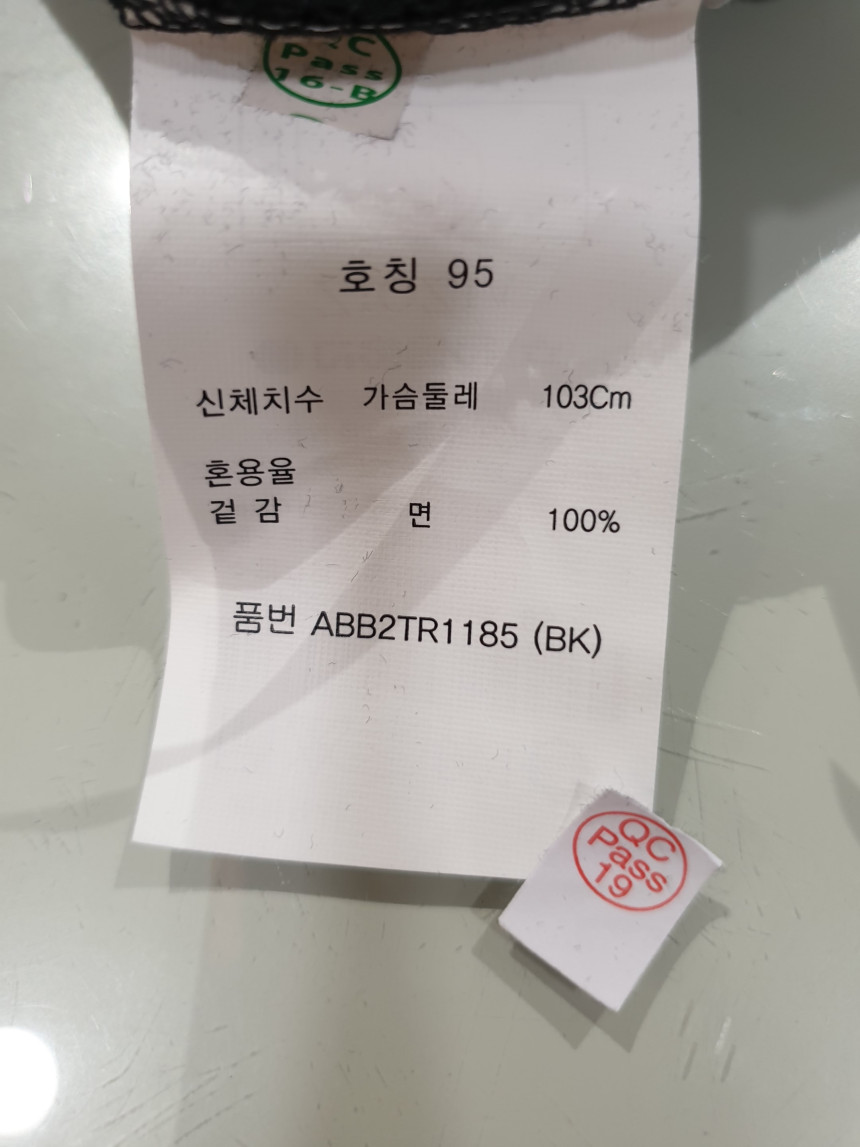 QC
Pass
16-B
호칭 95
신체치수 가슴둘레 103Cm
혼용율
겉 감 면 100%
품번 ABB2TR1185 (BK)
QC
Pass
19